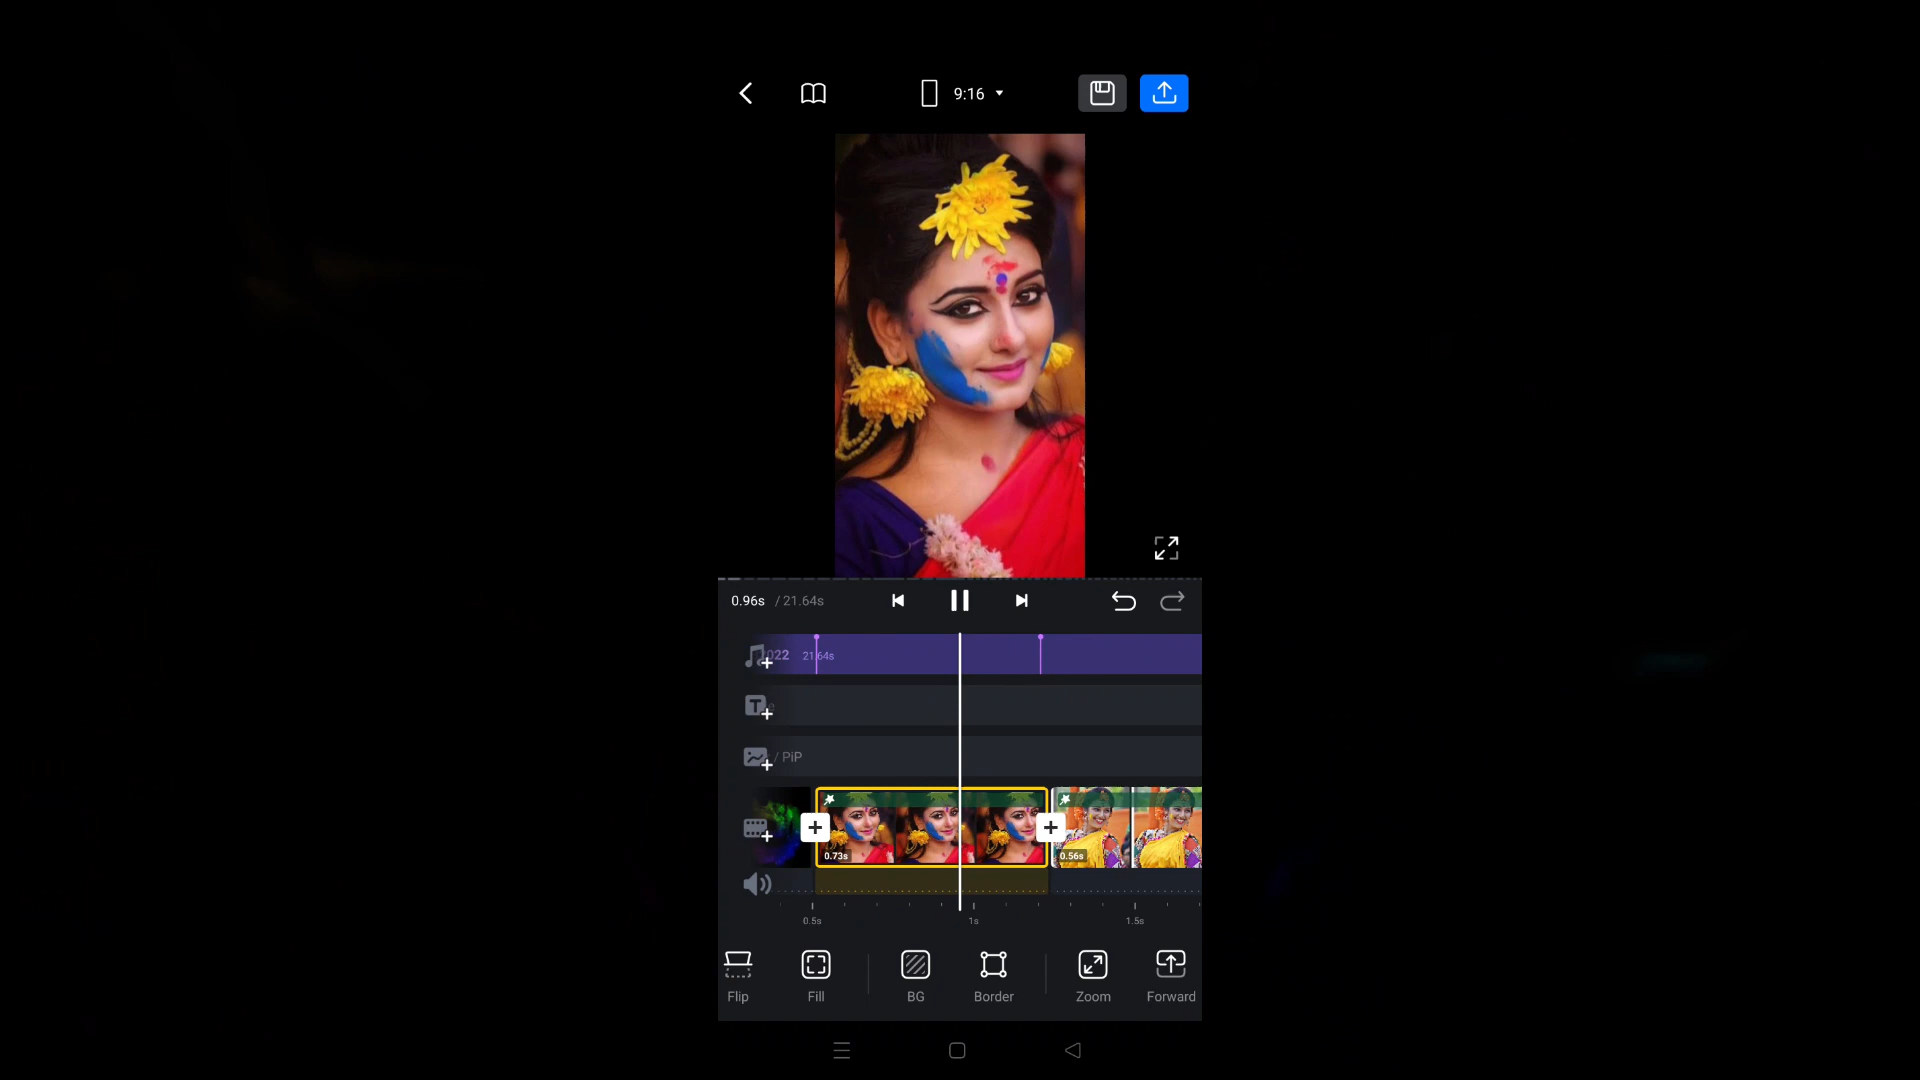 9:16
0.96s / 21.64s
2022 21.64s
/ PiP
0.73s
0.56s
0.5s 1s 1.5s
Flip Fill BG Border Zoom Forward